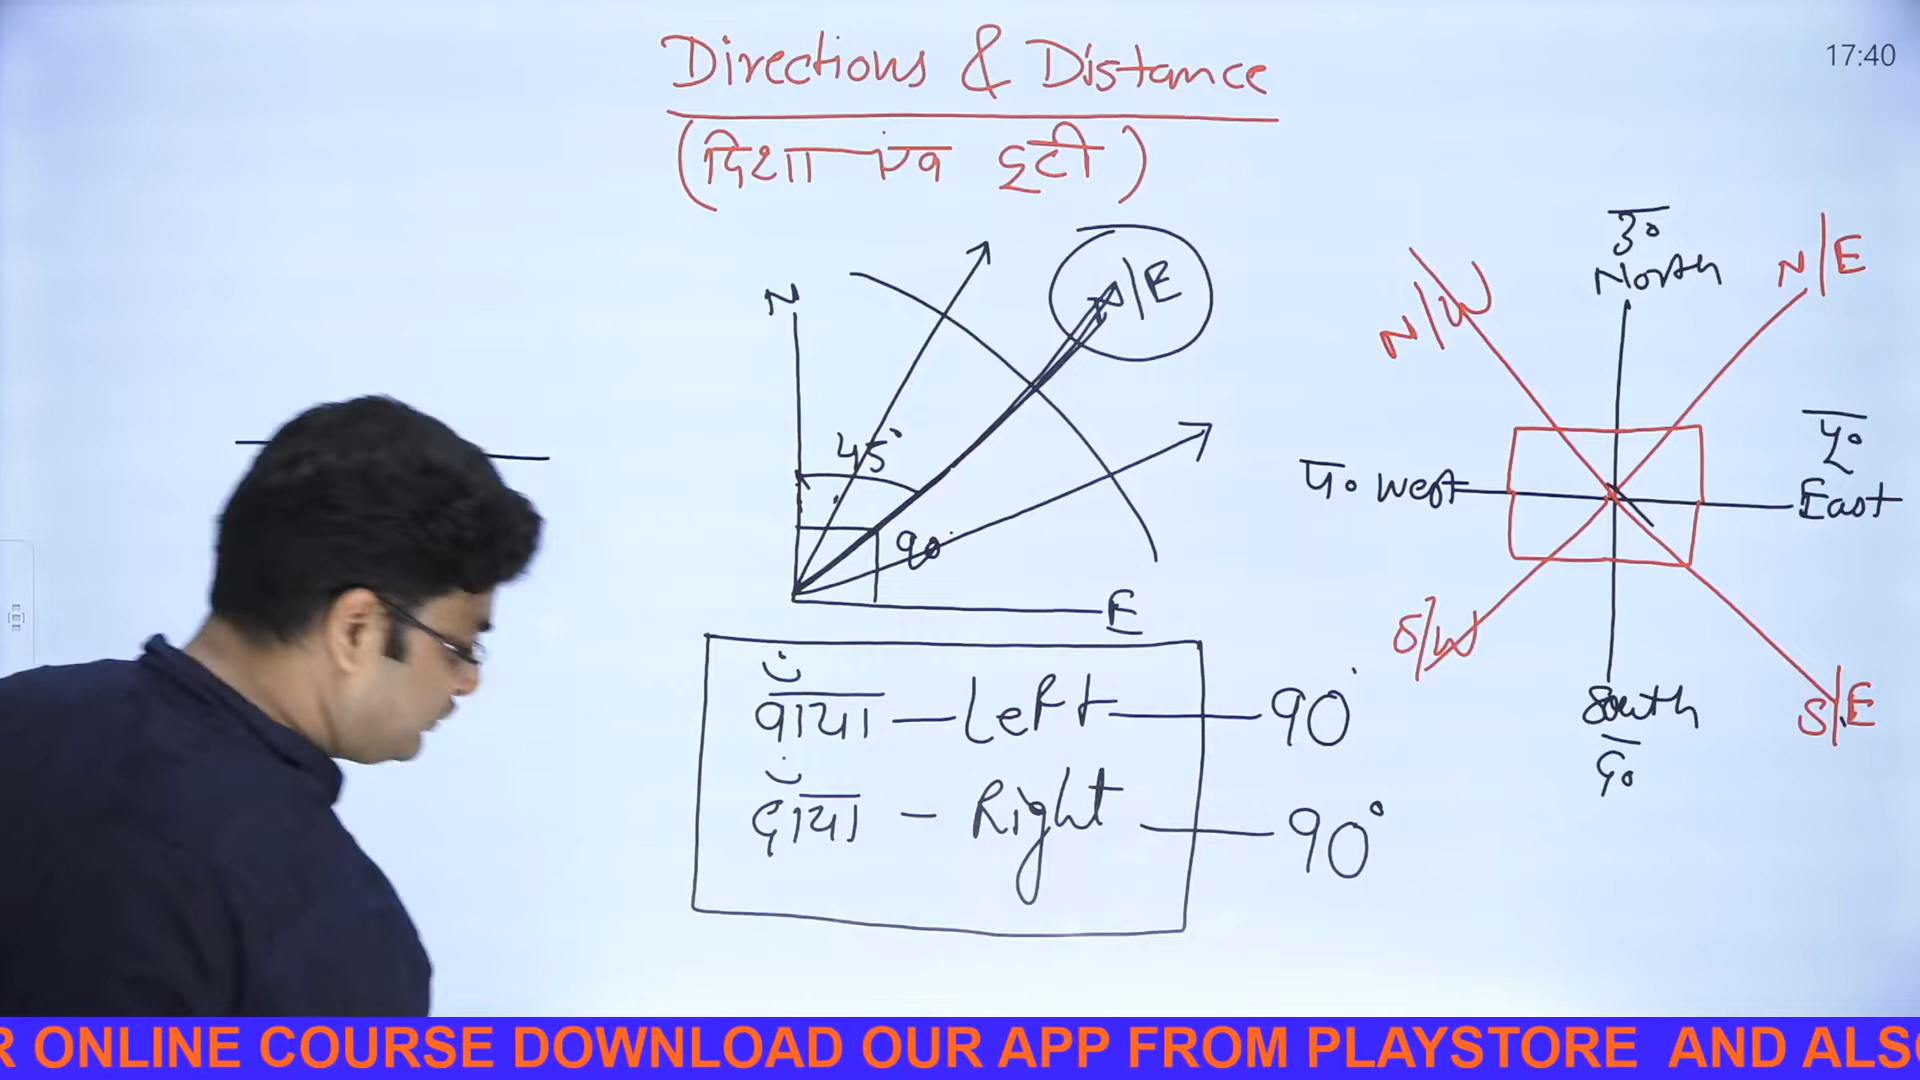 Directions & Distance
17:40
(दिशा एव दूरी)
N
N/E
45°
90°
E
उ०
North
N/E
N/W
प० West
पू०
East
S/W
South
द०
S/E
बाँया — Left — 90°
दाँया — Right — 90°
R ONLINE COURSE DOWNLOAD OUR APP FROM PLAYSTORE AND ALSO